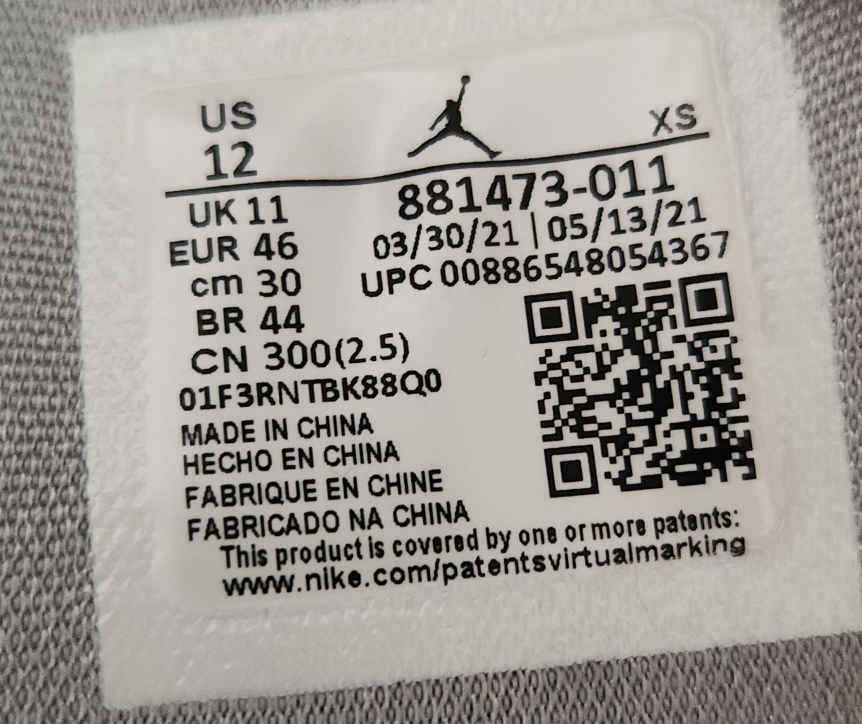 US
12
XS
UK 11
881473-011
EUR 46
03/30/21 | 05/13/21
cm 30
UPC 00886548054367
BR 44
CN 300(2.5)
01F3RNTBK88Q0
MADE IN CHINA
HECHO EN CHINA
FABRIQUE EN CHINE
FABRICADO NA CHINA
This product is covered by one or more patents:
www.nike.com/patentsvirtualmarking